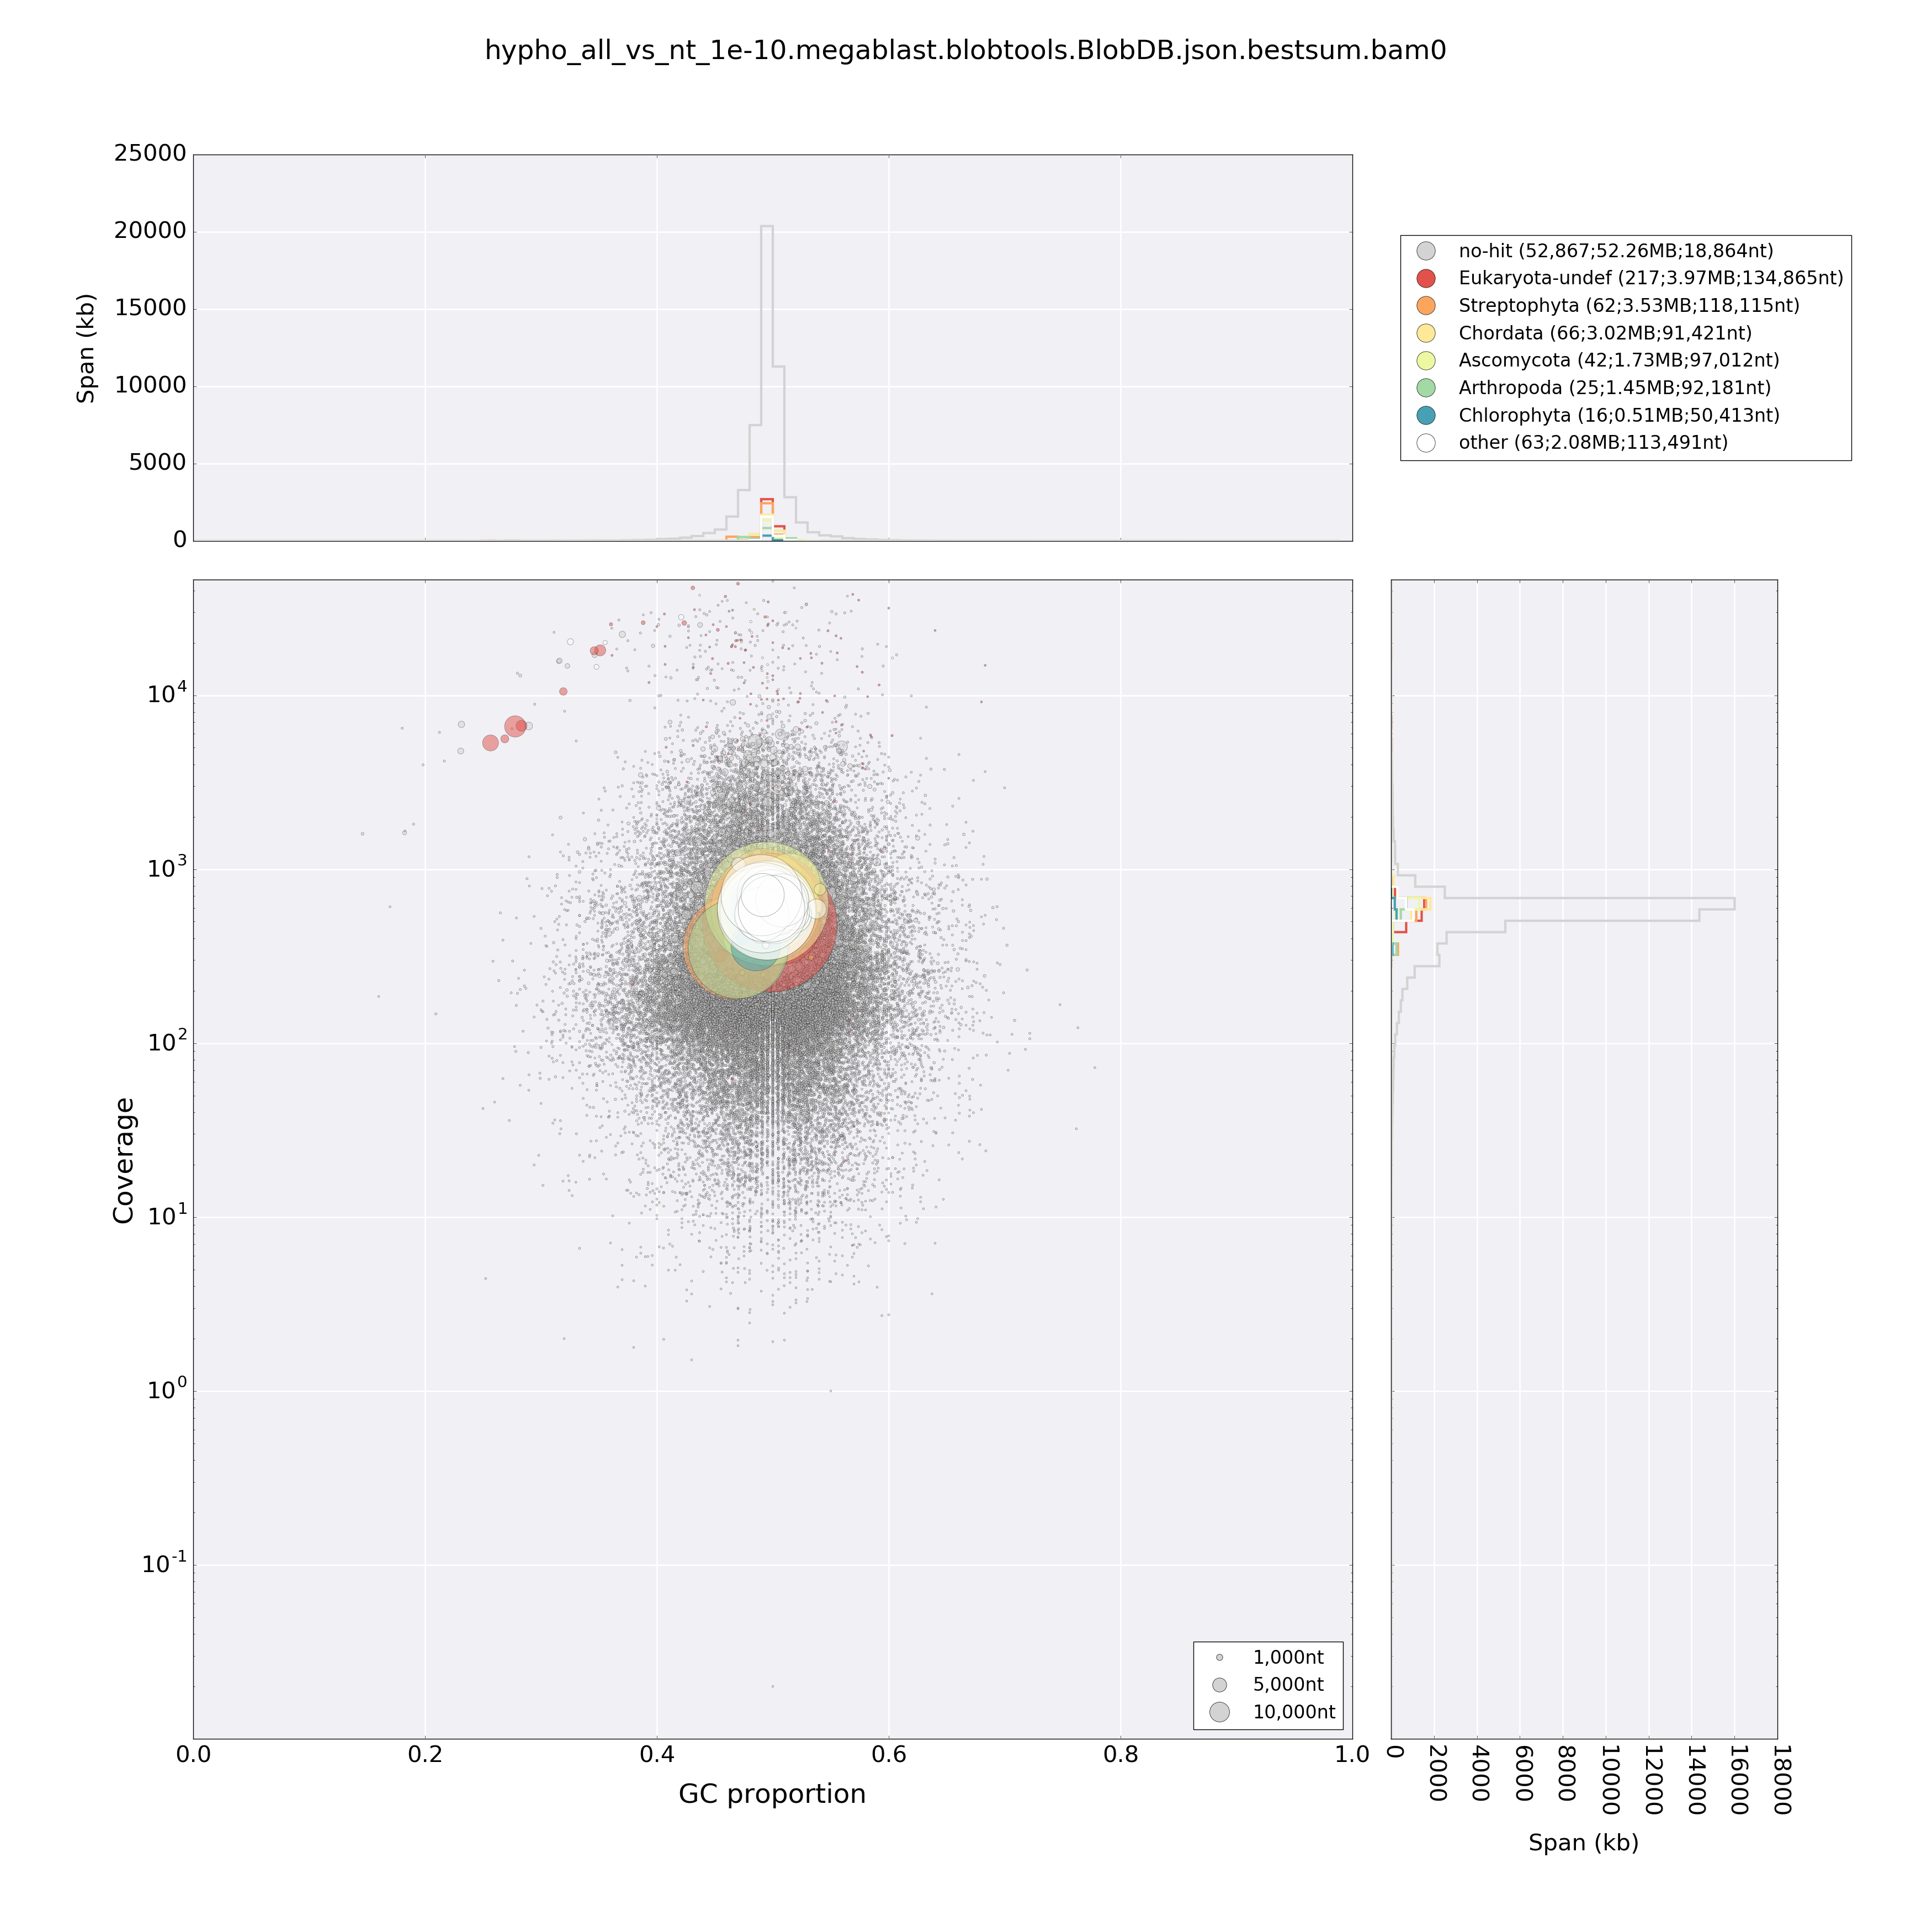 hypho_all_vs_nt_1e-10.megablast.blobtools.BlobDB.json.bestsum.bam0
25000
20000
15000
10000
5000
0
Span (kb)
no-hit (52,867;52.26MB;18,864nt)
Eukaryota-undef (217;3.97MB;134,865nt)
Streptophyta (62;3.53MB;118,115nt)
Chordata (66;3.02MB;91,421nt)
Ascomycota (42;1.73MB;97,012nt)
Arthropoda (25;1.45MB;92,181nt)
Chlorophyta (16;0.51MB;50,413nt)
other (63;2.08MB;113,491nt)
10^4
10^3
10^2
10^1
10^0
10^-1
Coverage
1,000nt
5,000nt
10,000nt
0.0 0.2 0.4 0.6 0.8 1.0
GC proportion
0 2000 4000 6000 8000 10000 12000 14000 16000 18000
Span (kb)